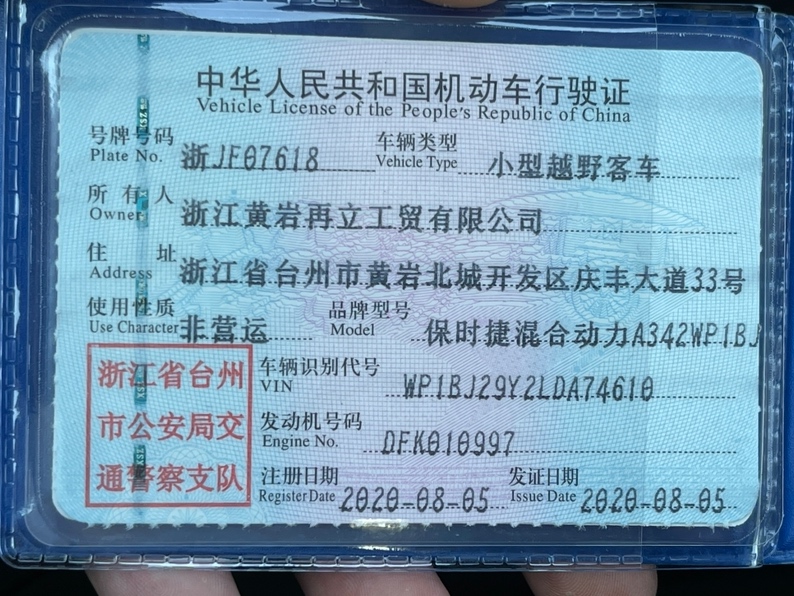 中华人民共和国机动车行驶证
Vehicle License of the People's Republic of China
号牌号码 浙JF07618 车辆类型 小型越野客车
Plate No. Vehicle Type
所有人 浙江黄岩再立工贸有限公司
Owner
住址 浙江省台州市黄岩北城开发区庆丰大道33号
Address
使用性质 非营运 品牌型号 保时捷混合动力A342WP1BJ
Use Character Model
浙江省台州
市公安局交
通警察支队
车辆识别代号 WP1BJ29Y2LDA74610
VIN
发动机号码 DFK010997
Engine No.
注册日期 2020-08-05 发证日期 2020-08-05
Register Date Issue Date